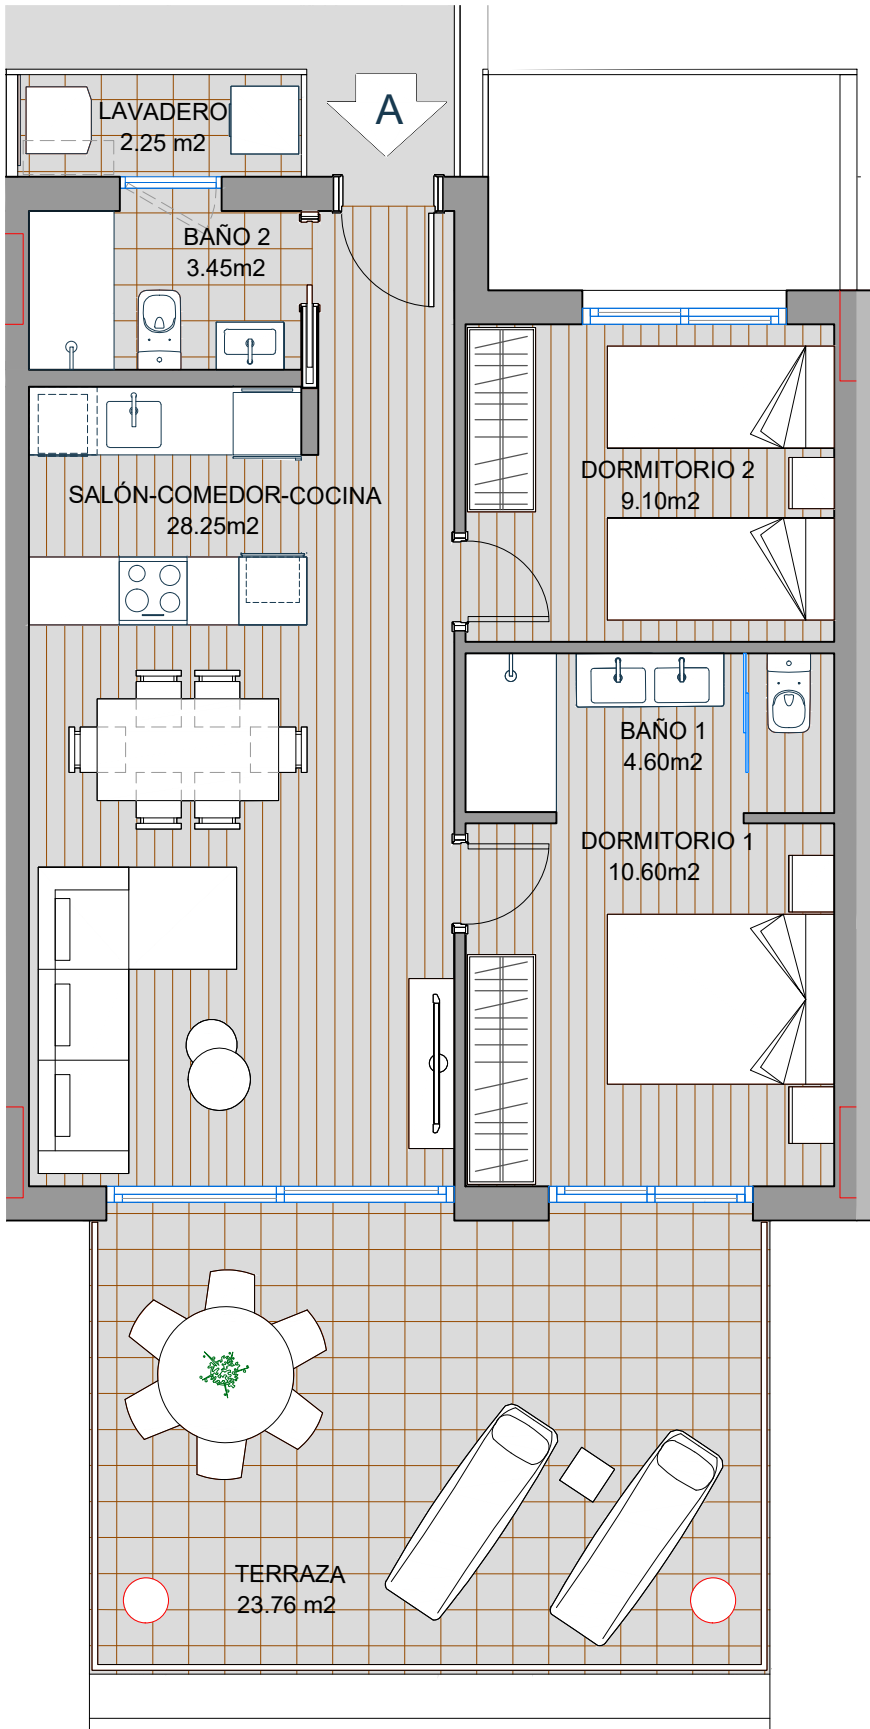 A
LAVADERO
2.25 m2
BAÑO 2
3.45m2
DORMITORIO 2
9.10m2
SALÓN-COMEDOR-COCINA
28.25m2
BAÑO 1
4.60m2
DORMITORIO 1
10.60m2
TERRAZA
23.76 m2